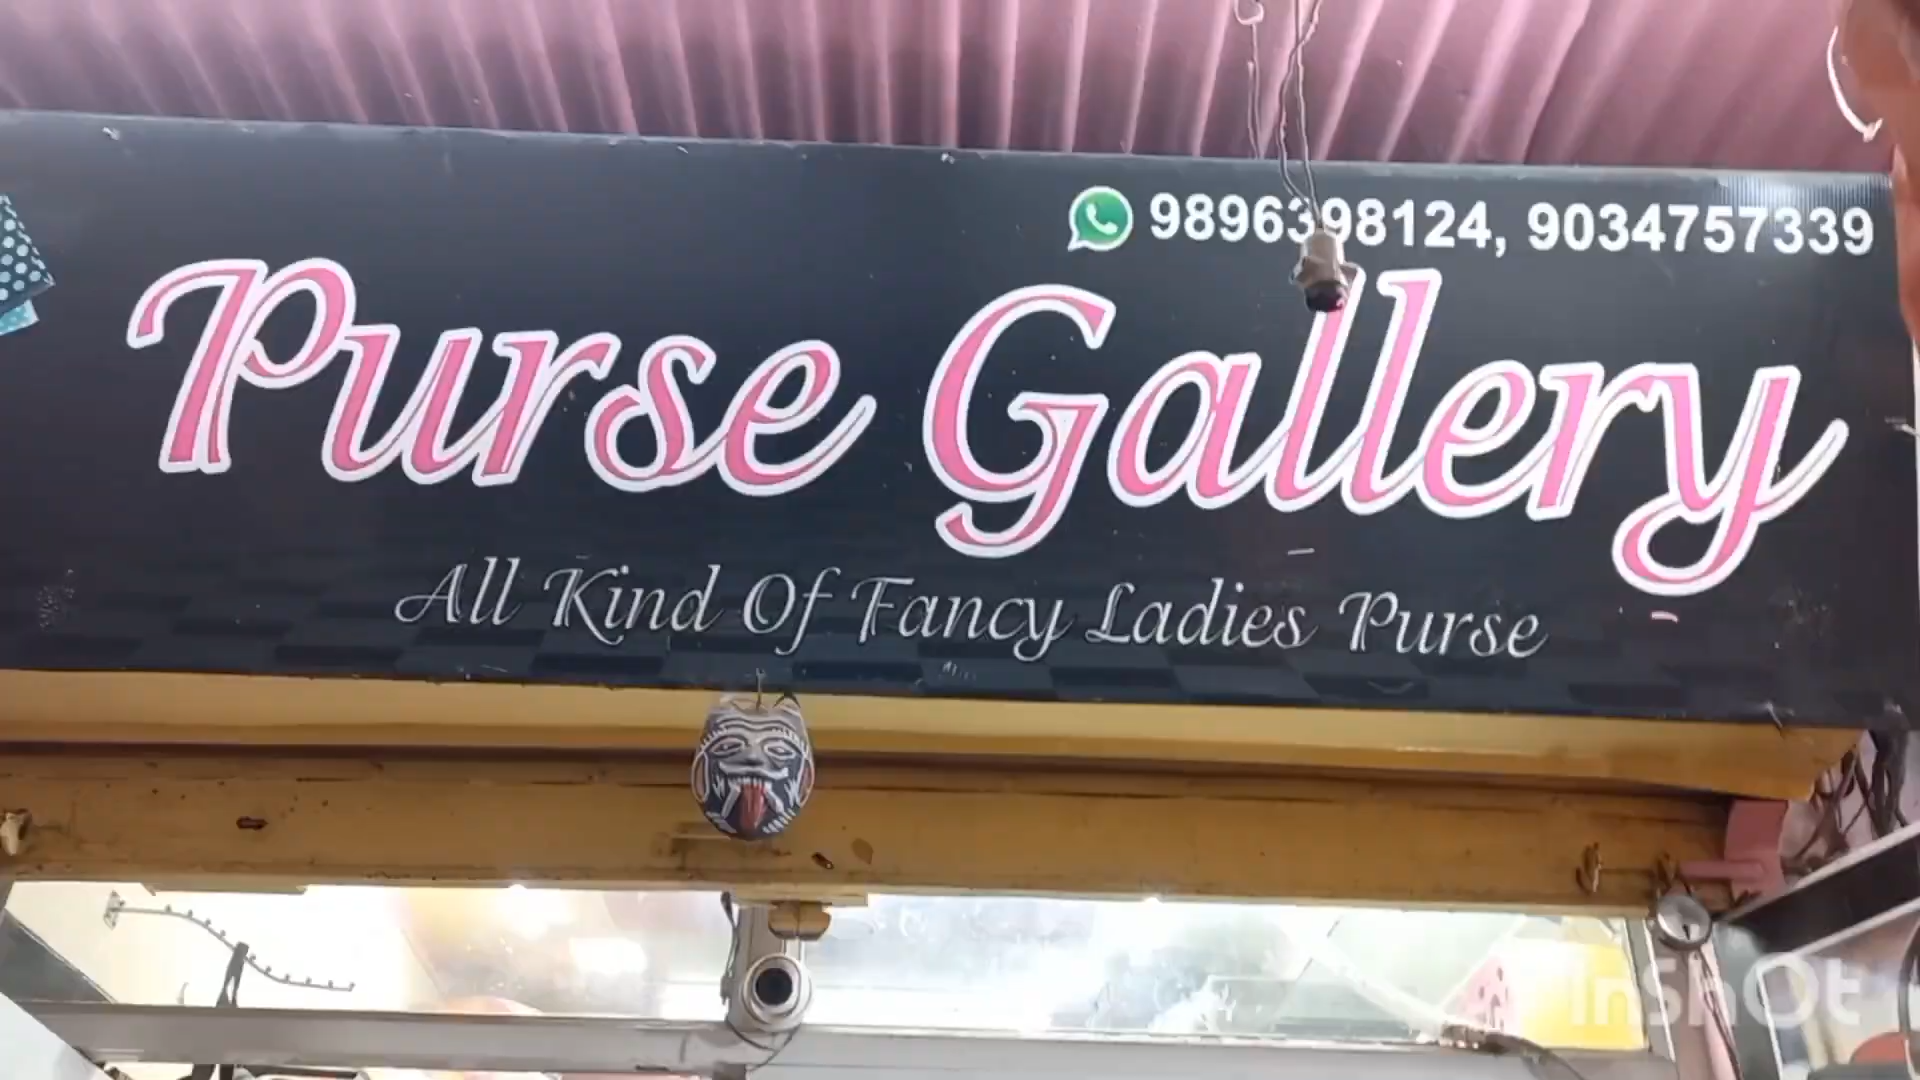 9896398124, 9034757339
Purse Gallery
All Kind Of Fancy Ladies Purse
InShOt